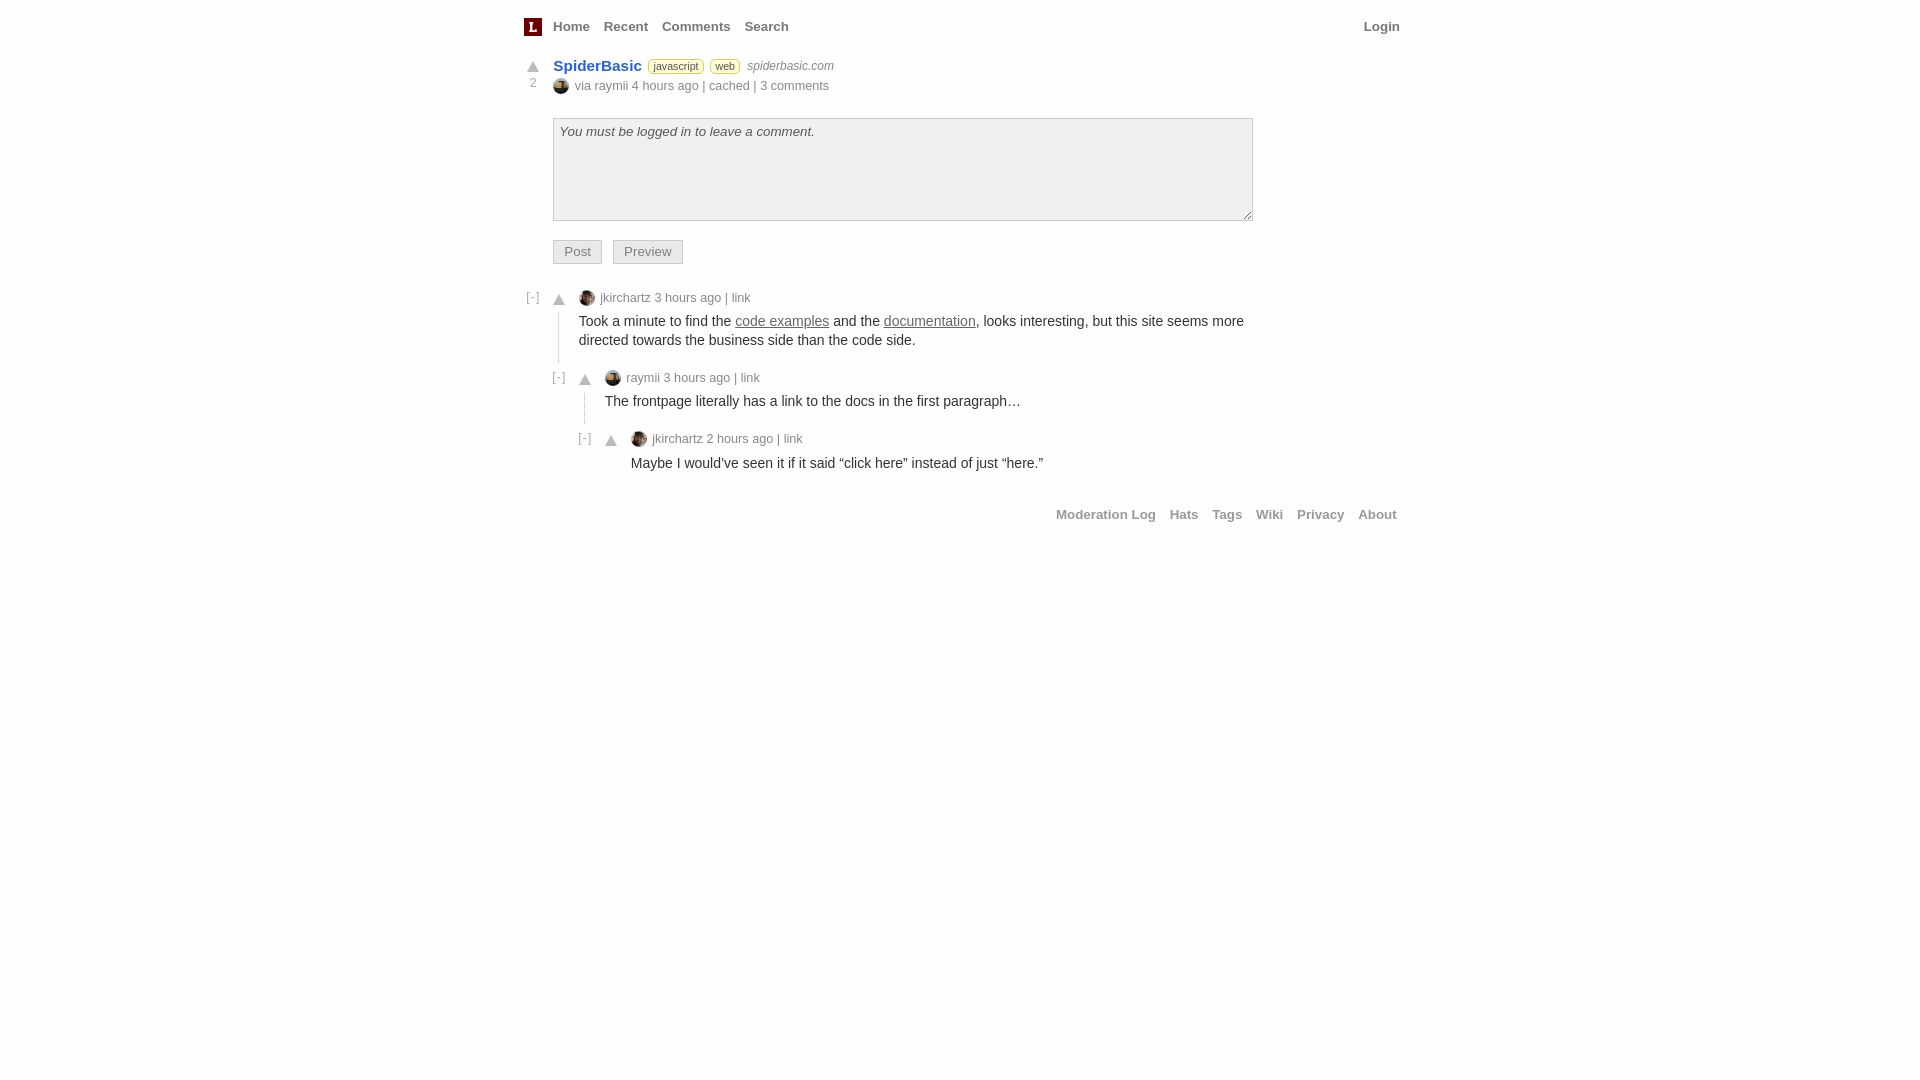 L Home Recent Comments Search Login
SpiderBasic javascript web spiderbasic.com
2
via raymii 4 hours ago | cached | 3 comments
You must be logged in to leave a comment.
Post Preview
[-] jkirchartz 3 hours ago | link
Took a minute to find the code examples and the documentation, looks interesting, but this site seems more
directed towards the business side than the code side.
[-] raymii 3 hours ago | link
The frontpage literally has a link to the docs in the first paragraph…
[-] jkirchartz 2 hours ago | link
Maybe I would’ve seen it if it said “click here” instead of just “here.”
Moderation Log Hats Tags Wiki Privacy About